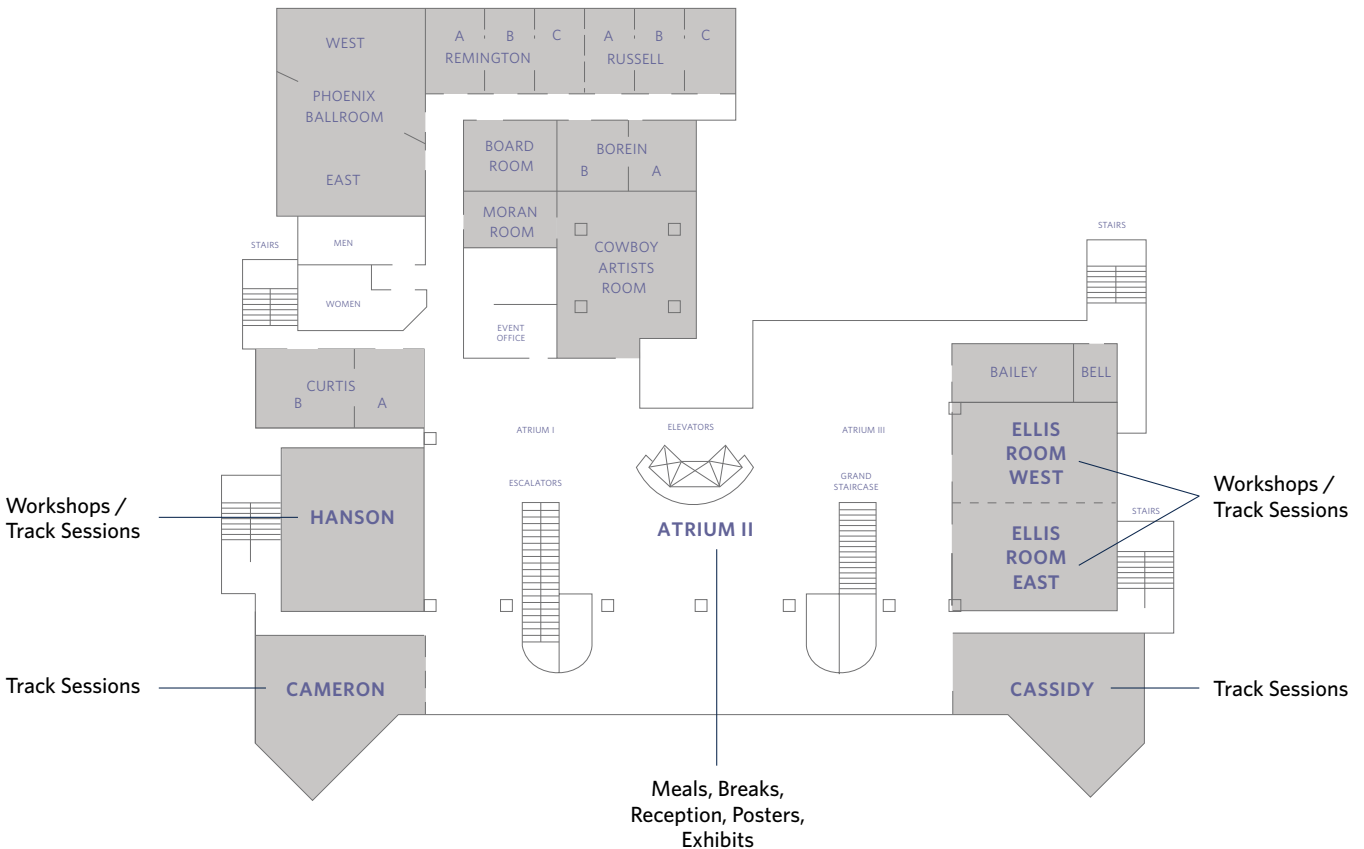 WEST
PHOENIX
BALLROOM
EAST
A B C
REMINGTON
A B C
RUSSELL
BOARD
ROOM
BOREIN
B A
MORAN
ROOM
COWBOY
ARTISTS
ROOM
STAIRS
MEN
WOMEN
EVENT
OFFICE
STAIRS
CURTIS
B A
BAILEY
BELL
ATRIUM I
ELEVATORS
ATRIUM III
ELLIS
ROOM
WEST
ESCALATORS
GRAND
STAIRCASE
Workshops /
Track Sessions
HANSON
ATRIUM II
ELLIS
ROOM
EAST
STAIRS
Workshops /
Track Sessions
Track Sessions
CAMERON
CASSIDY
Track Sessions
Meals, Breaks,
Reception, Posters,
Exhibits